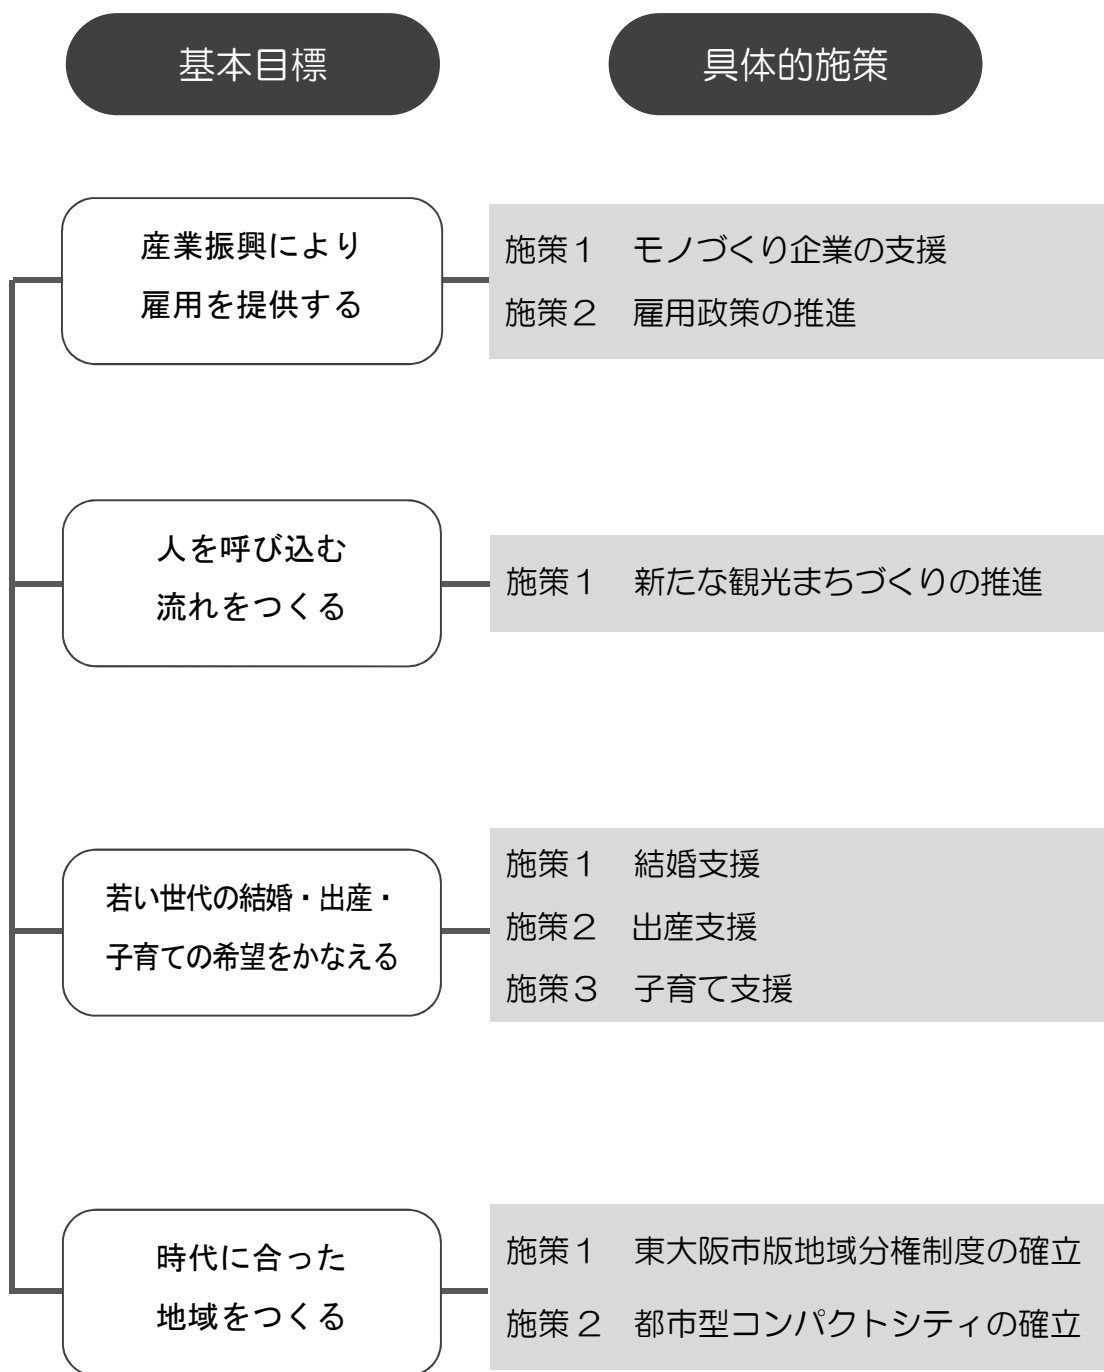 基本目標
具体的施策
産業振興により
雇用を提供する
施策１　モノづくり企業の支援
施策２　雇用政策の推進
人を呼び込む
流れをつくる
施策１　新たな観光まちづくりの推進
若い世代の結婚・出産・
子育ての希望をかなえる
施策１　結婚支援
施策２　出産支援
施策３　子育て支援
時代に合った
地域をつくる
施策１　東大阪市版地域分権制度の確立
施策２　都市型コンパクトシティの確立